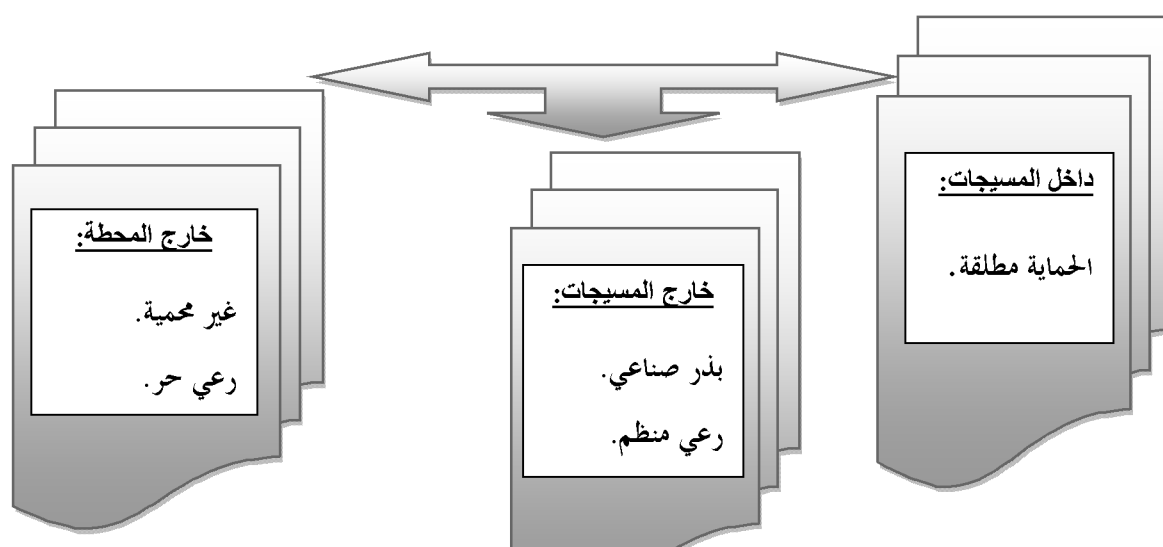 داخل المسيجات:
الحماية مطلقة.
خارج المسيجات:
بذر صناعي.
رعي منظم.
خارج المحطة:
غير محمية.
رعي حر.